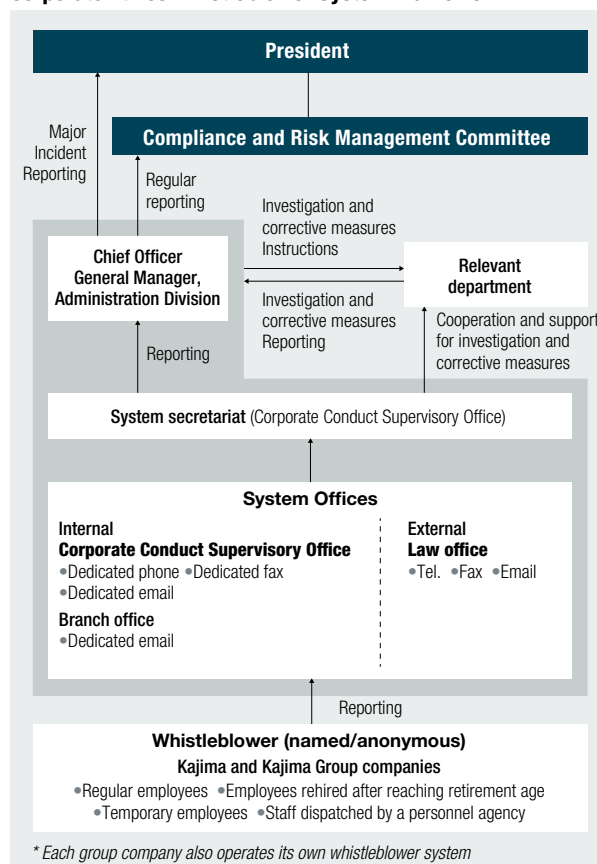 President
Compliance and Risk Management Committee
Major
Incident
Reporting
Regular
reporting
Investigation and
corrective measures
Instructions
Chief Officer
General Manager,
Administration Division
Relevant
department
Investigation and
corrective measures
Reporting
Reporting
Cooperation and support
for investigation and
corrective measures
System secretariat (Corporate Conduct Supervisory Office)
System Offices
Internal
Corporate Conduct Supervisory Office
•Dedicated phone •Dedicated fax
•Dedicated email
Branch office
•Dedicated email
External
Law office
•Tel. •Fax •Email
Reporting
Whistleblower (named/anonymous)
Kajima and Kajima Group companies
•Regular employees •Employees rehired after reaching retirement age
•Temporary employees •Staff dispatched by a personnel agency
* Each group company also operates its own whistleblower system